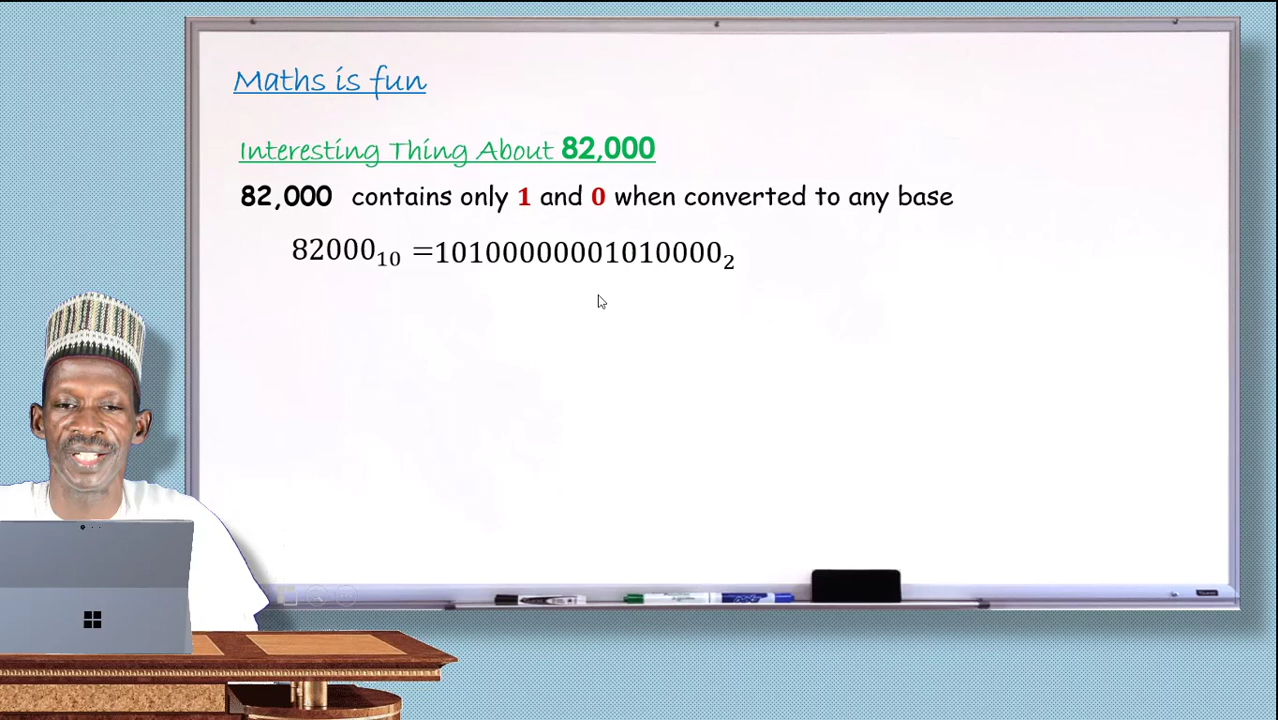 Maths is fun
Interesting Thing About 82,000
82,000 contains only 1 and 0 when converted to any base
82000₁₀ =10100000001010000₂